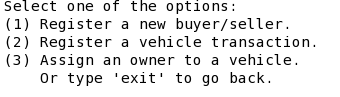 Select one of the options:
(1) Register a new buyer/seller.
(2) Register a vehicle transaction.
(3) Assign an owner to a vehicle.
Or type 'exit' to go back.